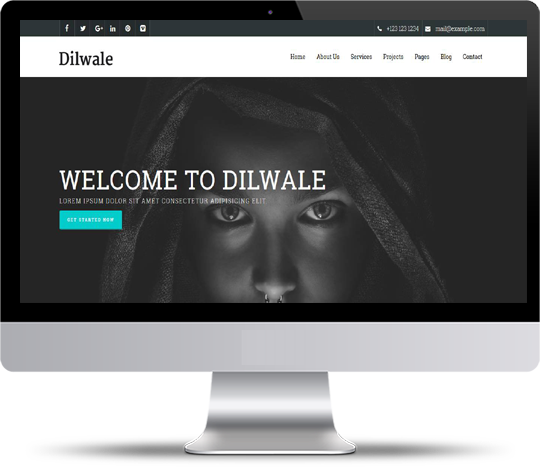 +123 123 1234 mail@example.com
Dilwale
Home About Us Services Projects Pages Blog Contact
WELCOME TO DILWALE
LOREM IPSUM DOLOR SIT AMET CONSECTETUR ADIPISICING ELIT
GET STARTED NOW